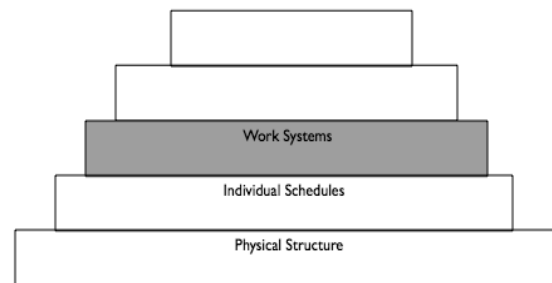 Work Systems
Individual Schedules
Physical Structure